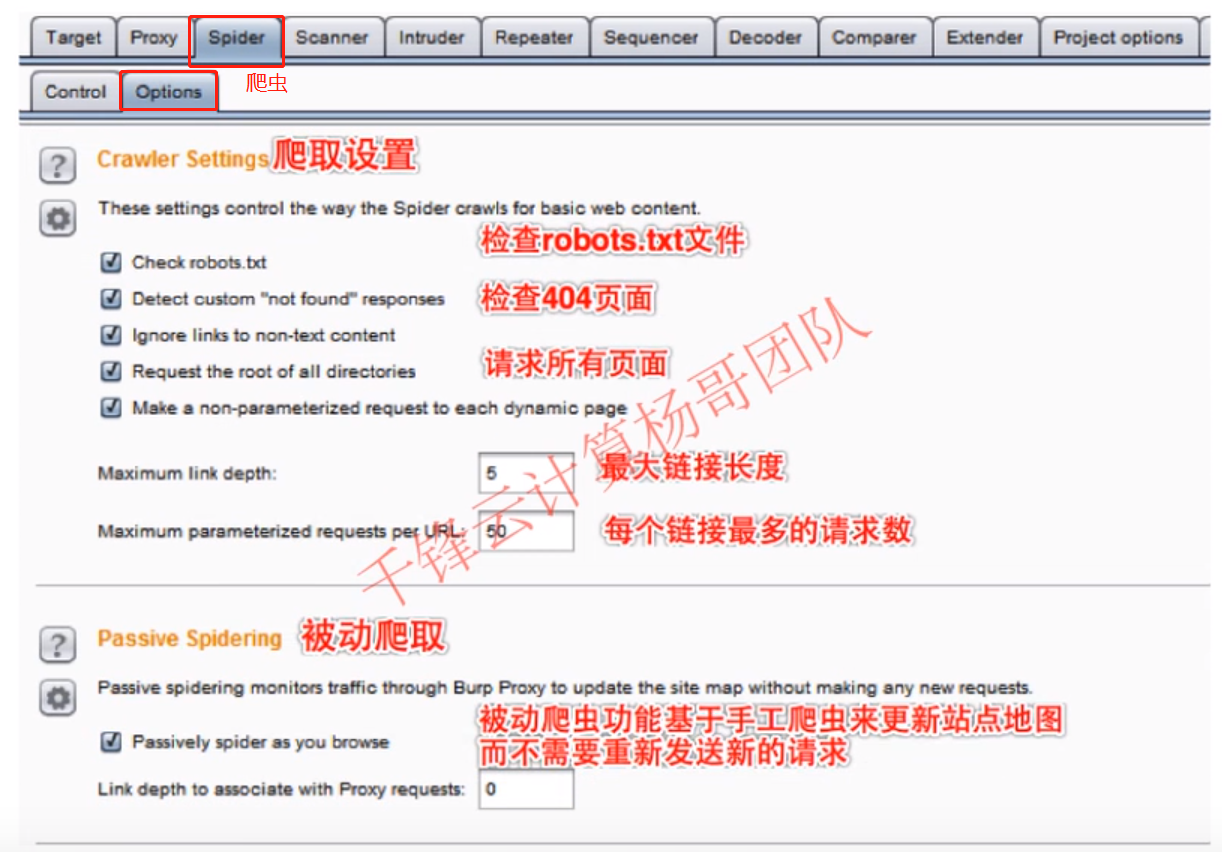 Target Proxy Spider Scanner Intruder Repeater Sequencer Decoder Comparer Extender Project options
Control Options 爬虫
Crawler Settings 爬取设置
These settings control the way the Spider crawls for basic web content.
检查robots.txt文件
Check robots.txt
Detect custom "not found" responses 检查404页面
Ignore links to non-text content
Request the root of all directories 请求所有页面
Make a non-parameterized request to each dynamic page
Maximum link depth: 5 最大链接长度
Maximum parameterized requests per URL: 50 每个链接最多的请求数
千锋云计算杨哥团队
Passive Spidering 被动爬取
Passive spidering monitors traffic through Burp Proxy to update the site map without making any new requests.
被动爬虫功能基于手工爬虫来更新站点地图
Passively spider as you browse 而不需要重新发送新的请求
Link depth to associate with Proxy requests: 0